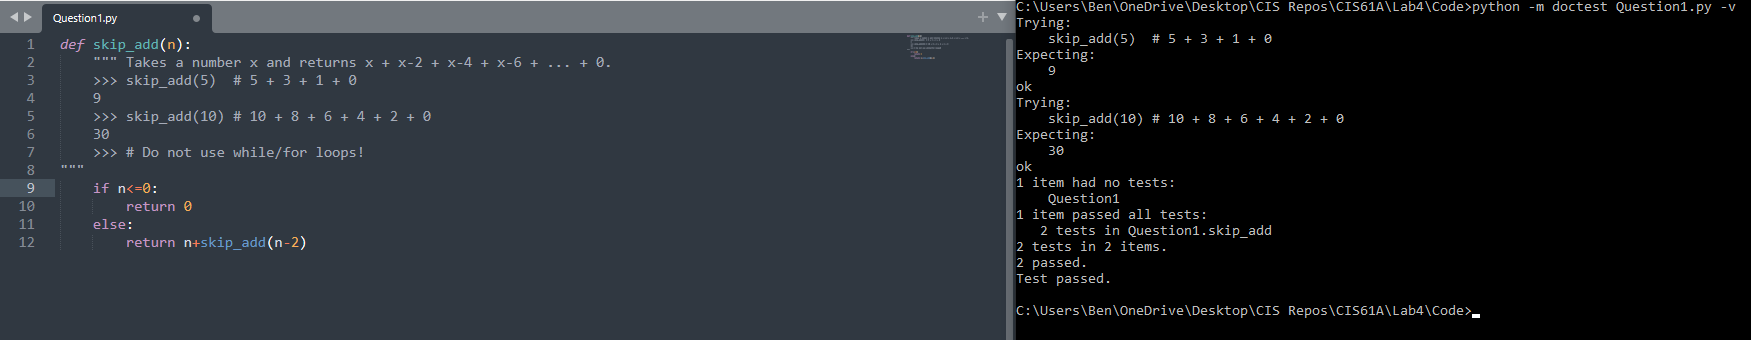 Question1.py
1 def skip_add(n):
2     """ Takes a number x and returns x + x-2 + x-4 + x-6 + ... + 0.
3     >>> skip_add(5)  # 5 + 3 + 1 + 0
4     9
5     >>> skip_add(10) # 10 + 8 + 6 + 4 + 2 + 0
6     30
7     >>> # Do not use while/for loops!
8 """
9     if n<=0:
10         return 0
11     else:
12         return n+skip_add(n-2)
C:\Users\Ben\OneDrive\Desktop\CIS Repos\CIS61A\Lab4\Code>python -m doctest Question1.py -v
Trying:
    skip_add(5)  # 5 + 3 + 1 + 0
Expecting:
    9
ok
Trying:
    skip_add(10) # 10 + 8 + 6 + 4 + 2 + 0
Expecting:
    30
ok
1 item had no tests:
    Question1
1 item passed all tests:
   2 tests in Question1.skip_add
2 tests in 2 items.
2 passed.
Test passed.
C:\Users\Ben\OneDrive\Desktop\CIS Repos\CIS61A\Lab4\Code>